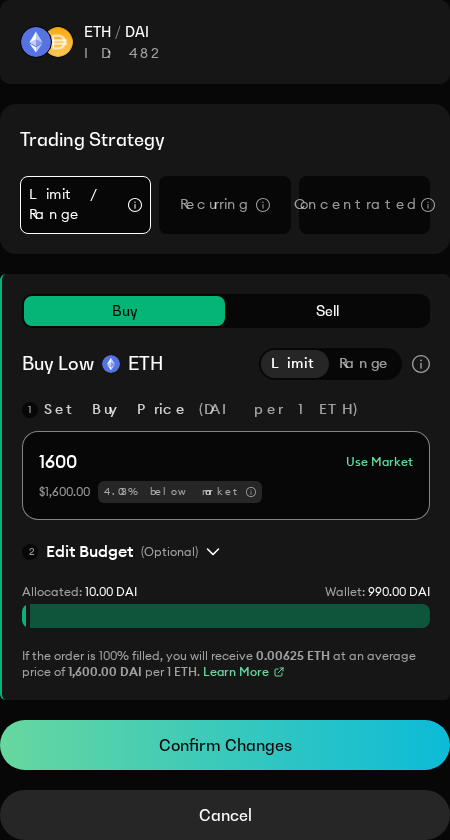 ETH / DAI
ID: 482
Trading Strategy
Limit /
Range
Recurring
Concentrated
Buy
Sell
Buy Low ETH
Limit
Range
1 Set Buy Price (DAI per 1 ETH)
1600
Use Market
$1,600.00
4.03% below market
2 Edit Budget (Optional)
Allocated: 10.00 DAI
Wallet: 990.00 DAI
If the order is 100% filled, you will receive 0.00625 ETH at an average
price of 1,600.00 DAI per 1 ETH. Learn More
Confirm Changes
Cancel